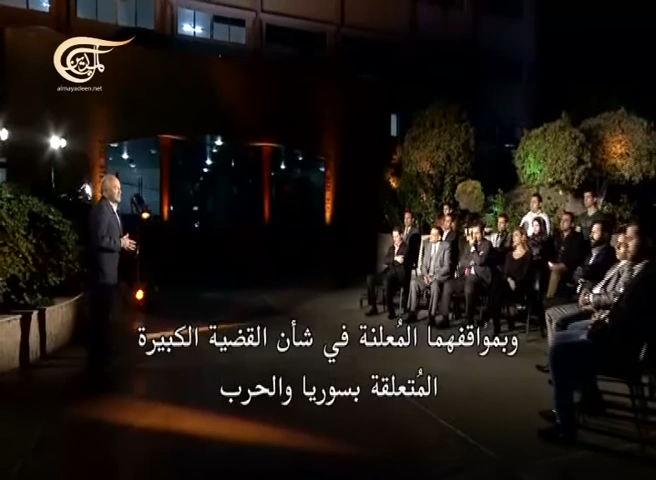 الميادين
almayadeen.net
وبمواقفهما المُعلنة في شأن القضية الكبيرة
المُتعلقة بسوريا والحرب